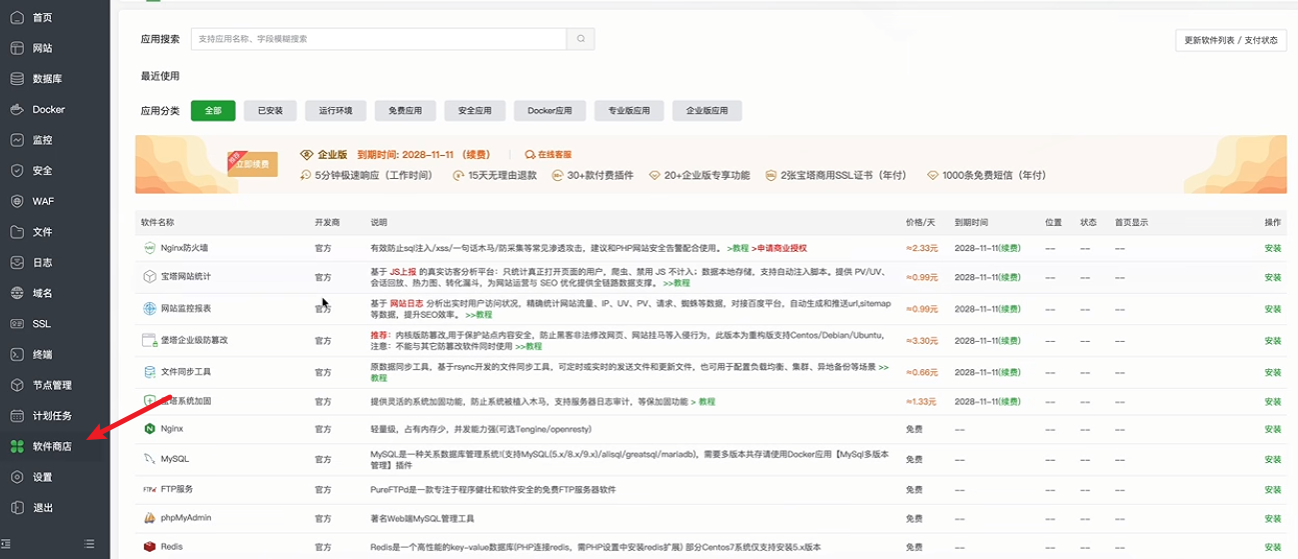 首页
网站
数据库
Docker
监控
安全
WAF
文件
日志
域名
SSL
终端
节点管理
计划任务
软件商店
设置
退出
应用搜索 支持应用名称、字段模糊搜索
更新软件列表 / 支付状态
最近使用
应用分类 全部 已安装 运行环境 免费应用 安全应用 Docker应用 专业版应用 企业版应用
立即续费 企业版 到期时间: 2028-11-11 (续费) 在线客服
5分钟极速响应（工作时间） 15天无理由退款 30+款付费插件 20+企业版专享功能 2张宝塔商用SSL证书（年付） 1000条免费短信（年付）
软件名称 开发商 说明 价格/天 到期时间 位置 状态 首页显示 操作
Nginx防火墙 官方 有效防止sql注入/xss/一句话木马/防采集等常见渗透攻击，建议和PHP网站安全告警配合使用。 >教程 >申请商业授权 ≈2.33元 2028-11-11(续费) -- -- -- 安装
宝塔网站统计 官方 基于 JS上报 的真实访客分析平台：只统计真正打开页面的用户，爬虫、禁用 JS 不计入；数据本地存储，支持自动注入脚本。提供 PV/UV、
会话回放、热力图、转化漏斗，为网站运营与 SEO 优化提供全链路数据支撑。 >>教程 ≈0.99元 2028-11-11(续费) -- -- -- 安装
网站监控报表 官方 基于 网站日志 分析出实时用户访问状况，精确统计网站流量、IP、UV、PV、请求、蜘蛛等数据，对接百度平台，自动生成和推送url,sitemap
等数据，提升SEO效率。 >>教程 ≈0.99元 2028-11-11(续费) -- -- -- 安装
堡塔企业级防篡改 官方 推荐：内核版防篡改,用于保护站点内容安全，防止黑客非法修改网页、网站挂马等入侵行为，此版本为重构版支持Centos/Debian/Ubuntu,
注意：不能与其它防篡改软件同时使用 >>教程 ≈3.30元 2028-11-11(续费) -- -- -- 安装
文件同步工具 官方 原数据同步工具，基于rsync开发的文件同步工具，可定时或实时的发送文件和更新文件，也可用于配置负载均衡、集群、异地备份等场景 >>
教程 ≈0.66元 2028-11-11(续费) -- -- -- 安装
塔系统加固 官方 提供灵活的系统加固功能，防止系统被植入木马，支持服务器日志审计，等保加固功能 > 教程 ≈1.33元 2028-11-11(续费) -- -- -- 安装
Nginx 官方 轻量级，占有内存少，并发能力强(可选Tengine/openresty) 免费 -- -- -- -- 安装
MySQL 官方 MySQL是一种关系数据库管理系统!(支持MySQL(5.x/8.x/9.x)/alisql/greatsql/mariadb)，需要多版本共存请使用Docker应用【MySql多版本
管理】插件 免费 -- -- -- -- 安装
FTP服务 官方 PureFTPd是一款专注于程序健壮和软件安全的免费FTP服务器软件 免费 -- -- -- -- 安装
phpMyAdmin 官方 著名Web端MySQL管理工具 免费 -- -- -- -- 安装
Redis 官方 Redis是一个高性能的key-value数据库(PHP连接redis，需PHP设置中安装redis扩展) 部分Centos7系统仅支持安装5.x版本 免费 -- -- -- -- 安装